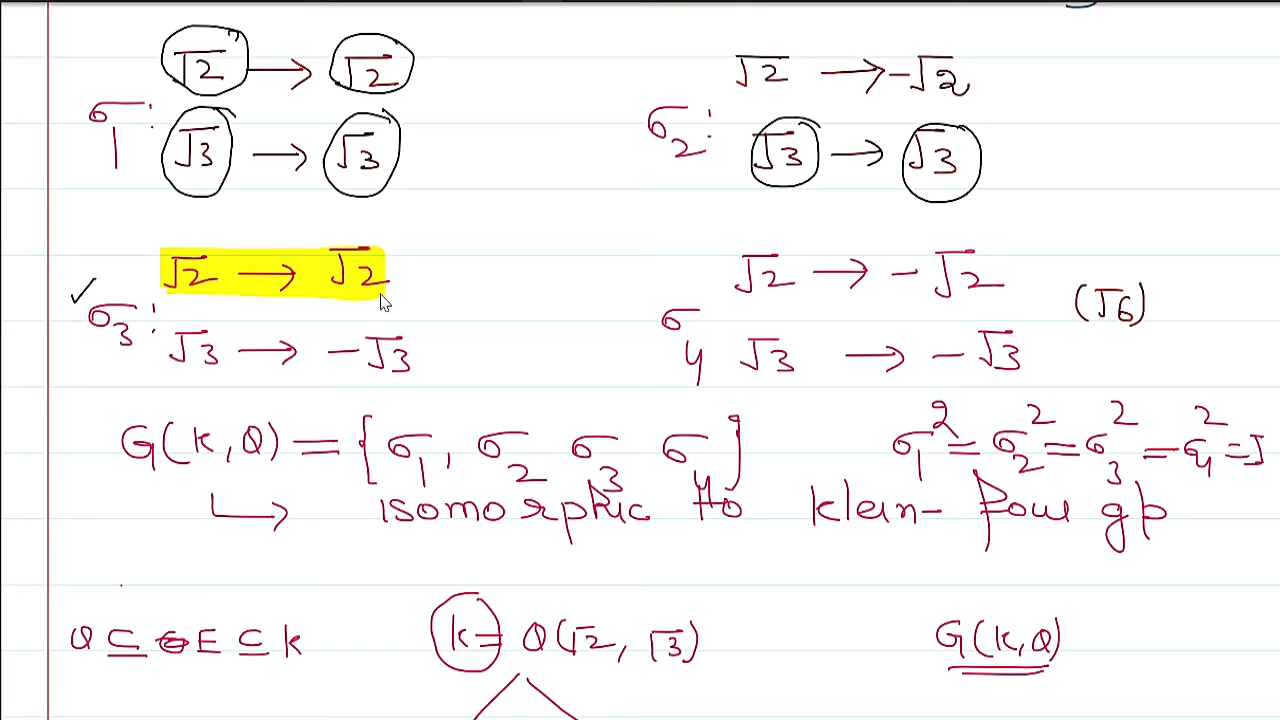 √2 → √2 √2 → -√2
σ1: σ2:
√3 → √3 √3 → √3
√2 → √2 √2 → -√2
σ3: σ4 (√6)
√3 → -√3 √3 → -√3
G(K,Q) = {σ1, σ2 σ3 σ4} σ1² = σ2² = σ3² = σ4² = I
↳ isomorphic to klein- four gp
Q ⊆ E ⊆ k k = Q(√2, √3) G(K,Q)